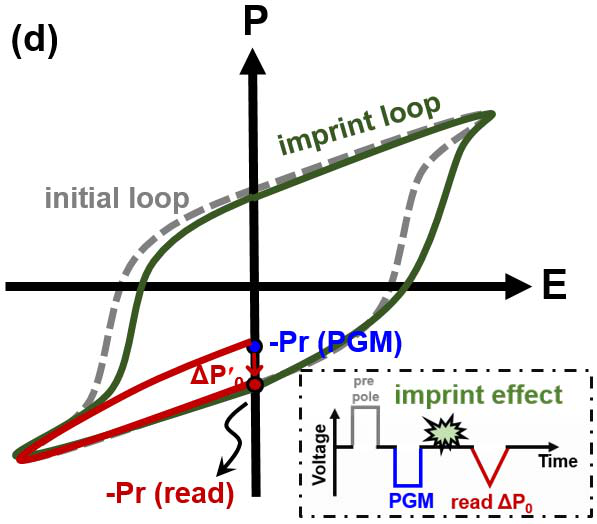 (d)
P
imprint loop
initial loop
E
-Pr (PGM)
ΔP′₀
-Pr (read)
pre
pole
imprint effect
Voltage
Time
PGM
read ΔP₀